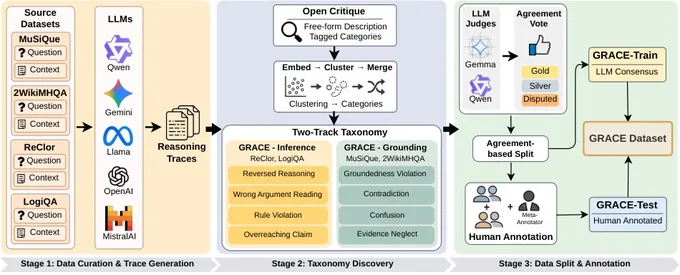 Source
Datasets
MuSiQue
? Question
Context
2WikiMHQA
? Question
Context
ReClor
? Question
Context
LogiQA
? Question
Context
LLMs
Qwen
Gemini
Llama
OpenAI
MistralAI
Reasoning
Traces
Open Critique
Free-form Description
Tagged Categories
Embed → Cluster → Merge
Clustering → Categories
Two-Track Taxonomy
GRACE - Inference
ReClor, LogiQA
Reversed Reasoning
Wrong Argument Reading
Rule Violation
Overreaching Claim
GRACE - Grounding
MuSiQue, 2WikiMHQA
Groundedness Violation
Contradiction
Confusion
Evidence Neglect
LLM
Judges
Gemma
Qwen
Agreement
Vote
Gold
Silver
Disputed
Agreement-
based Split
+
+
Meta-
Annotator
Human Annotation
GRACE-Train
LLM Consensus
GRACE Dataset
GRACE-Test
Human Annotated
Stage 1: Data Curation & Trace Generation
Stage 2: Taxonomy Discovery
Stage 3: Data Split & Annotation